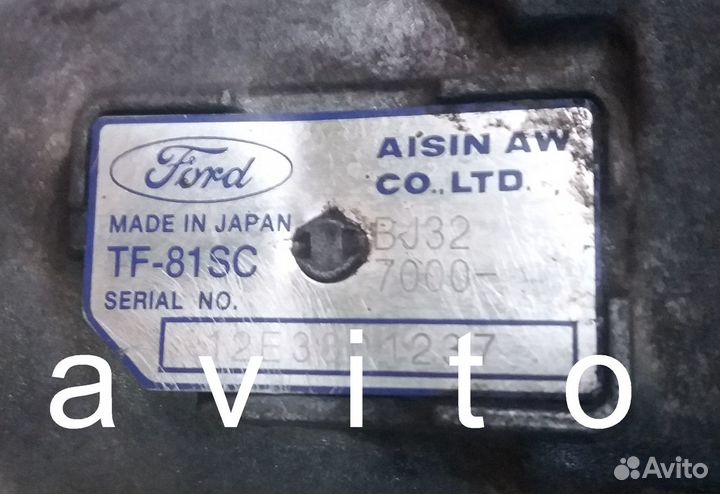 Ford
AISIN AW
CO., LTD.
MADE IN JAPAN
BJ32
TF-81SC
7000-
SERIAL NO.
avito
Avito